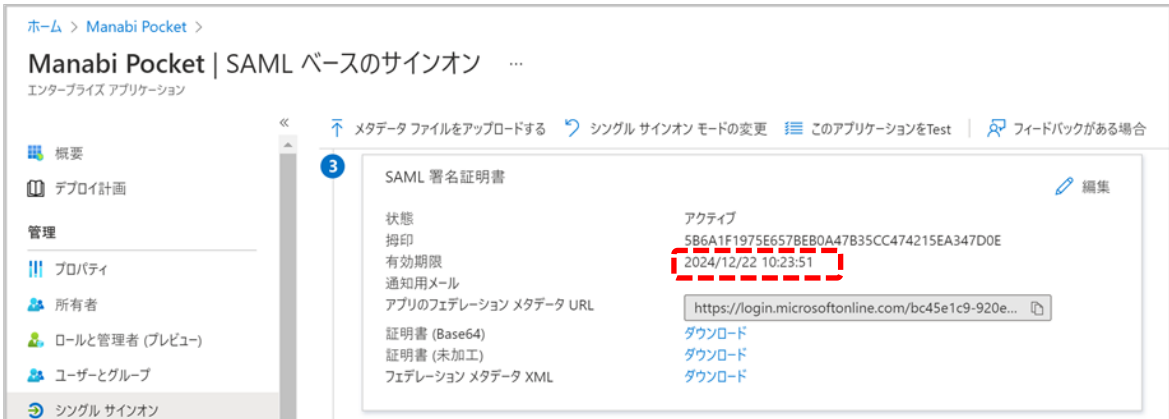 ホーム > Manabi Pocket >
Manabi Pocket | SAML ベースのサインオン ...
エンタープライズ アプリケーション
«
メタデータ ファイルをアップロードする シングル サインオン モードの変更 このアプリケーションをTest フィードバックがある場合
概要
デプロイ計画
管理
プロパティ
所有者
ロールと管理者 (プレビュー)
ユーザーとグループ
シングル サインオン
3
SAML 署名証明書
編集
状態 アクティブ
拇印 5B6A1F1975E657BEB0A47B35CC474215EA347D0E
有効期限 2024/12/22 10:23:51
通知用メール
アプリのフェデレーション メタデータ URL https://login.microsoftonline.com/bc45e1c9-920e...
証明書 (Base64) ダウンロード
証明書 (未加工) ダウンロード
フェデレーション メタデータ XML ダウンロード